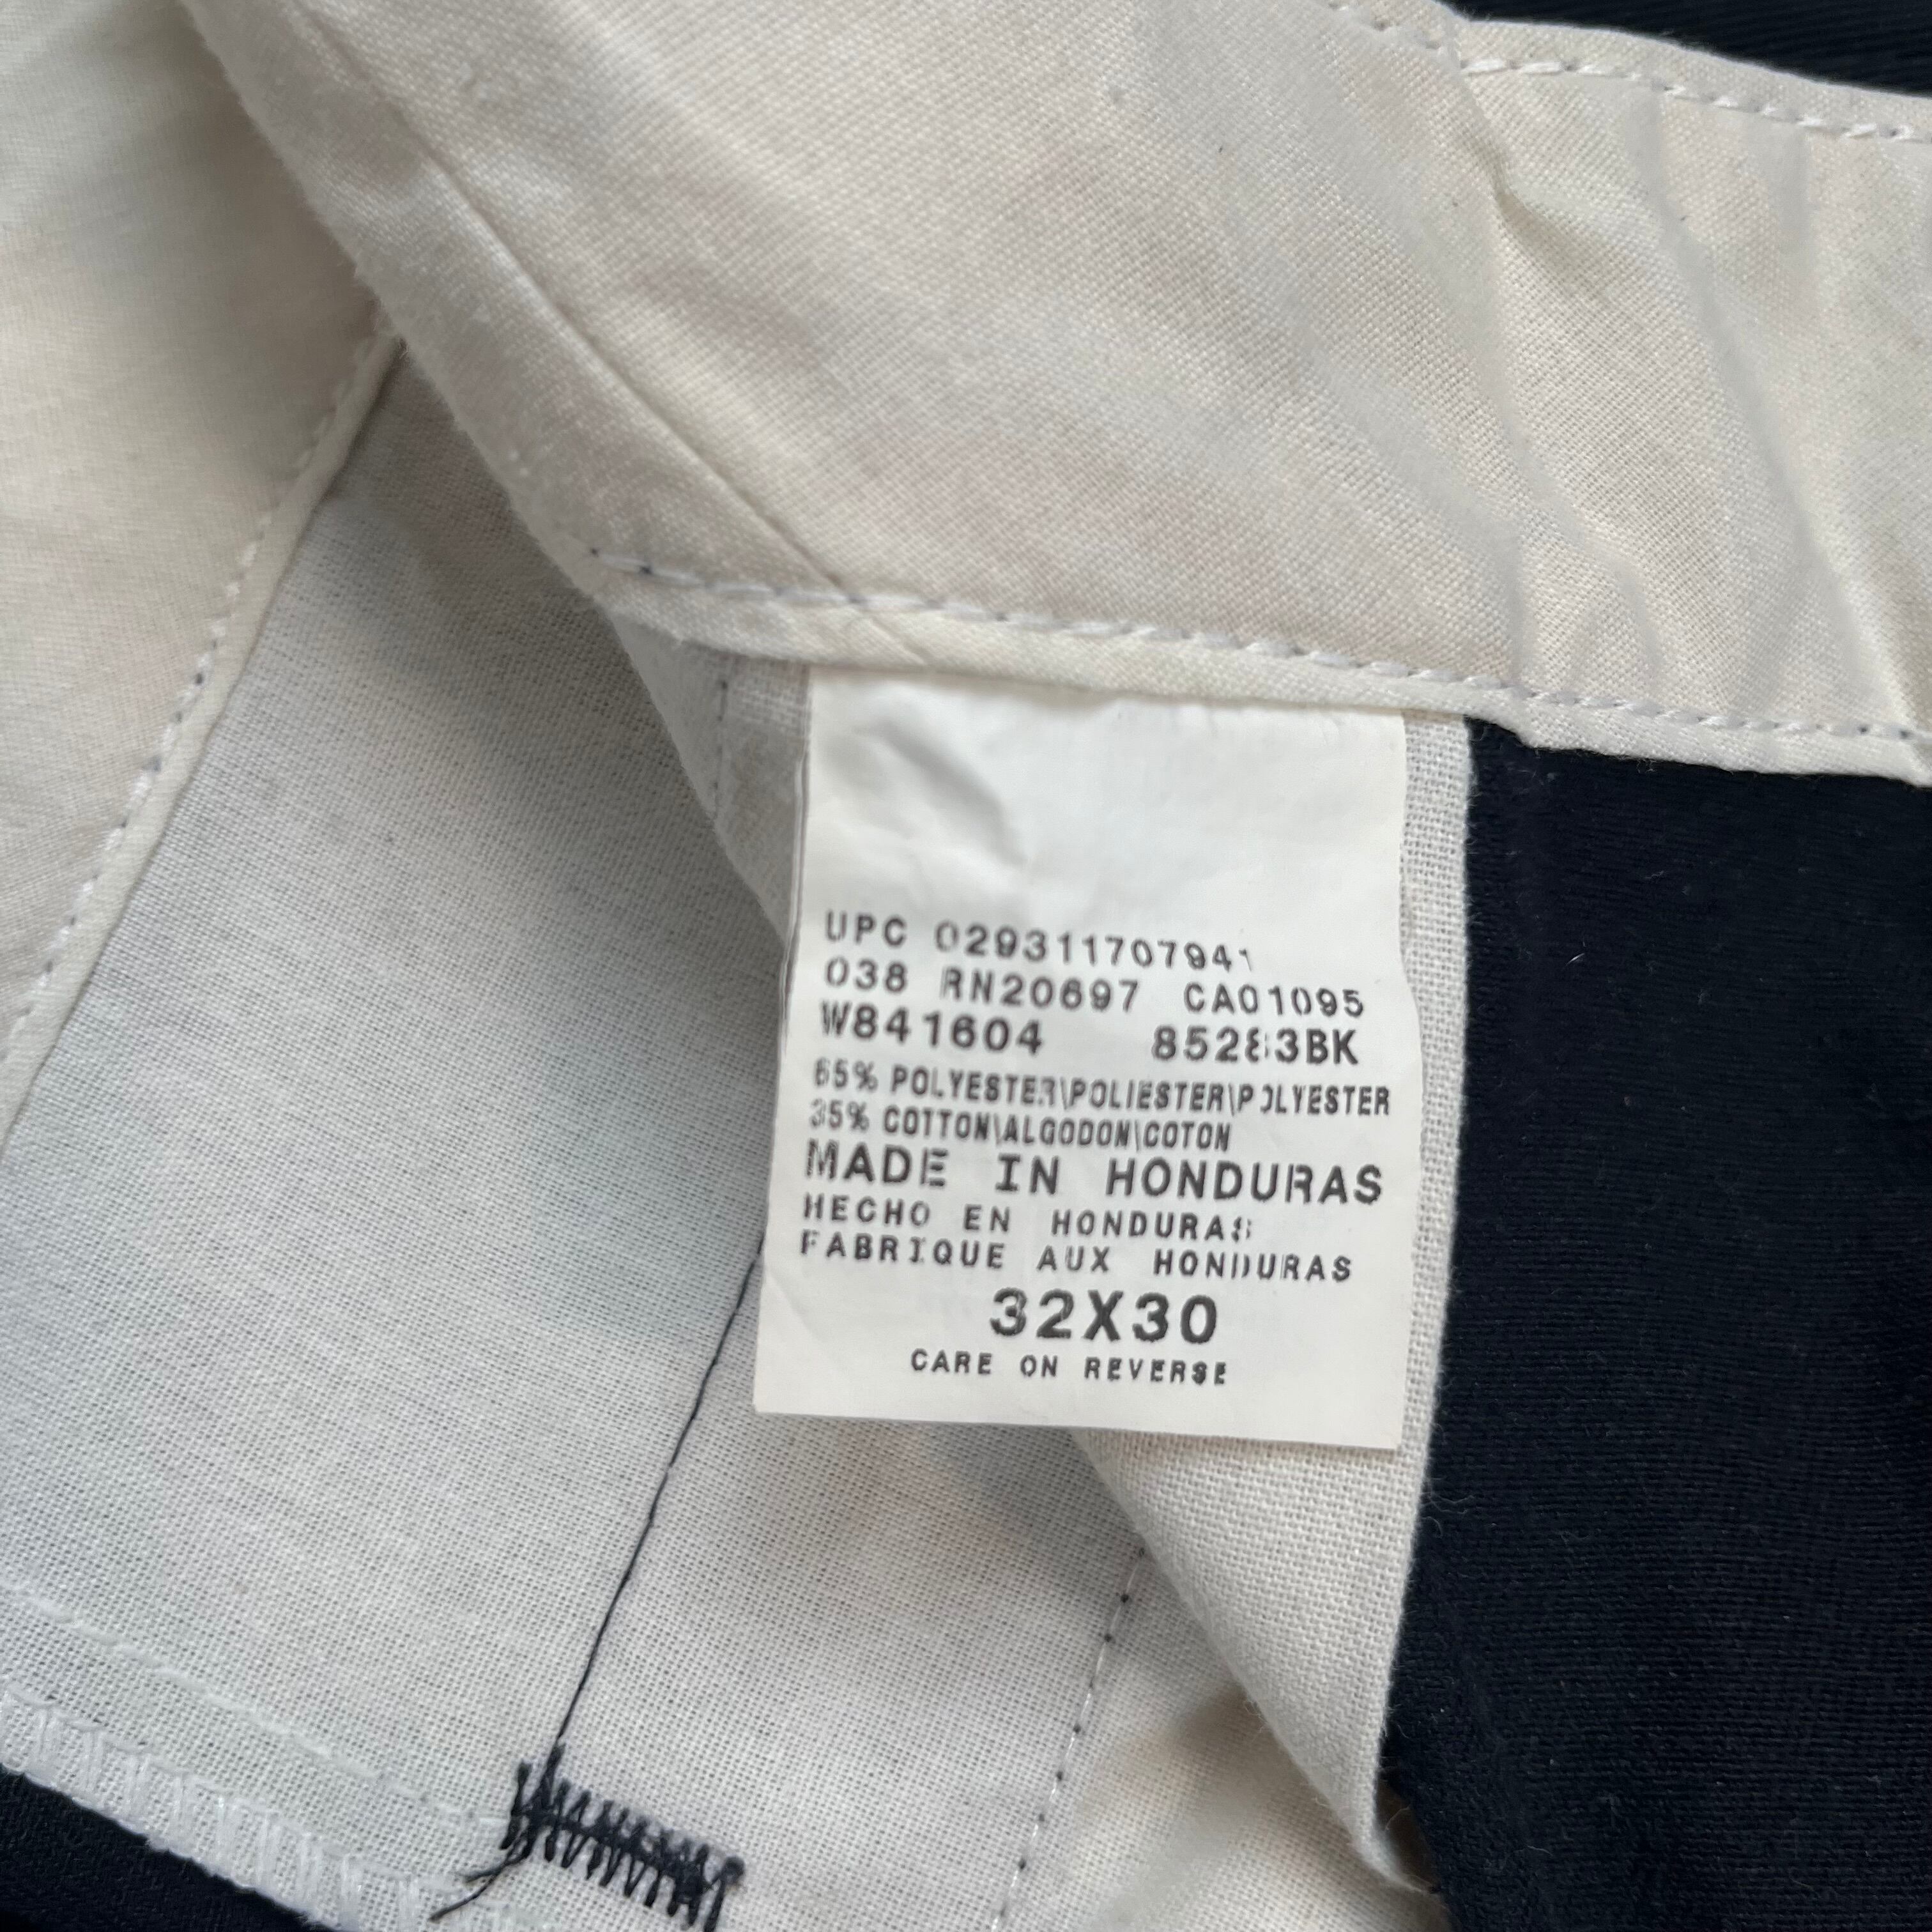 UPC 029311707941
038 RN20697 CA01095
W841604 85283BK
65% POLYESTER\POLIESTER\POLYESTER
35% COTTON\ALGODON\COTON
MADE IN HONDURAS
HECHO EN HONDURAS
FABRIQUE AUX HONDURAS
32X30
CARE ON REVERSE